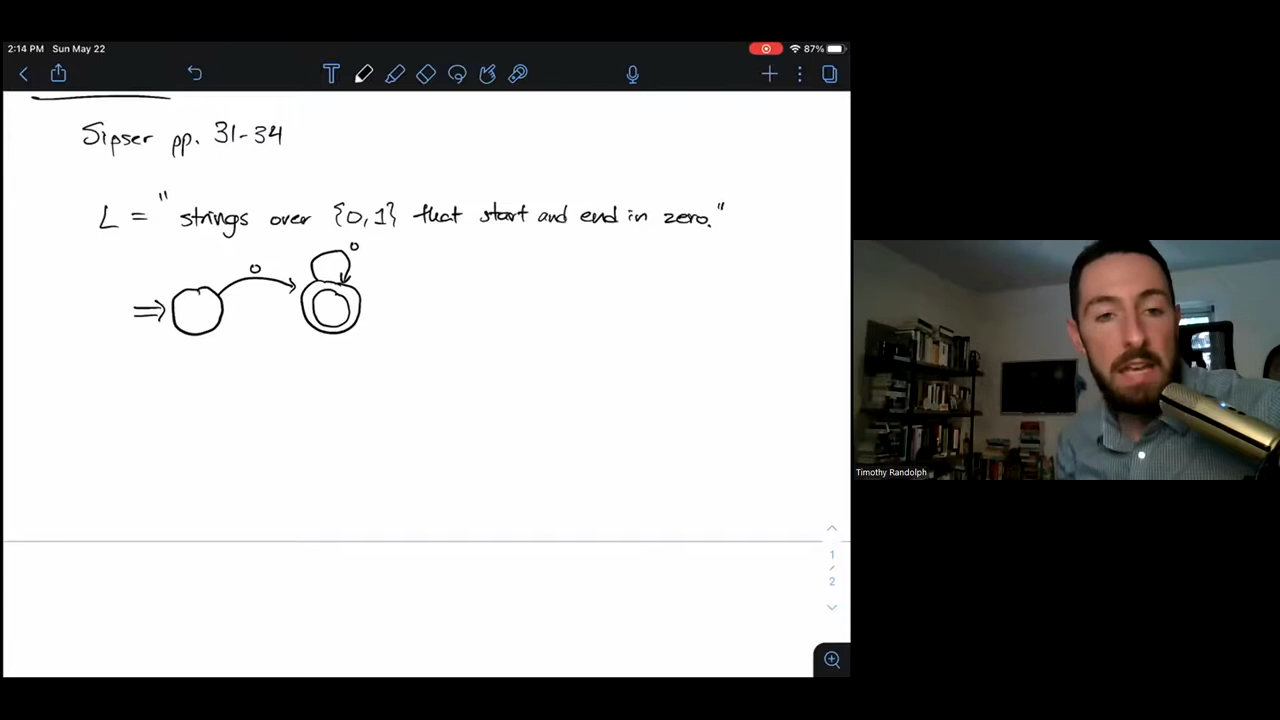 2:14 PM Sun May 22
87%
Sipser pp. 31-34
L = "strings over {0,1} that start and end in zero."
0
0
Timothy Randolph
1
/
2